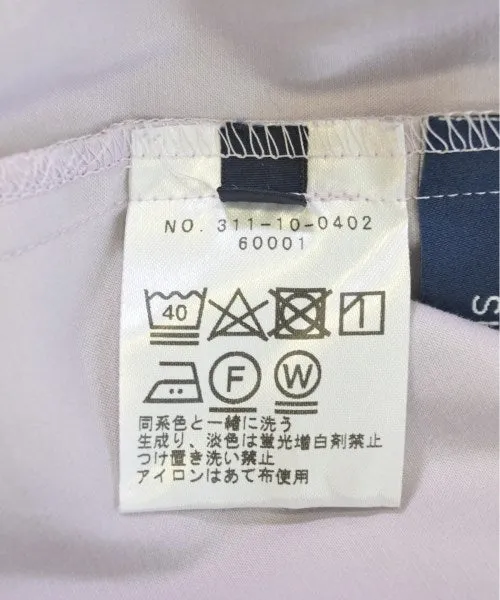 NO. 311-10-0402
60001
40
F W
同系色と一緒に洗う
生成り、淡色は蛍光増白剤禁止
つけ置き洗い禁止
アイロンはあて布使用
S